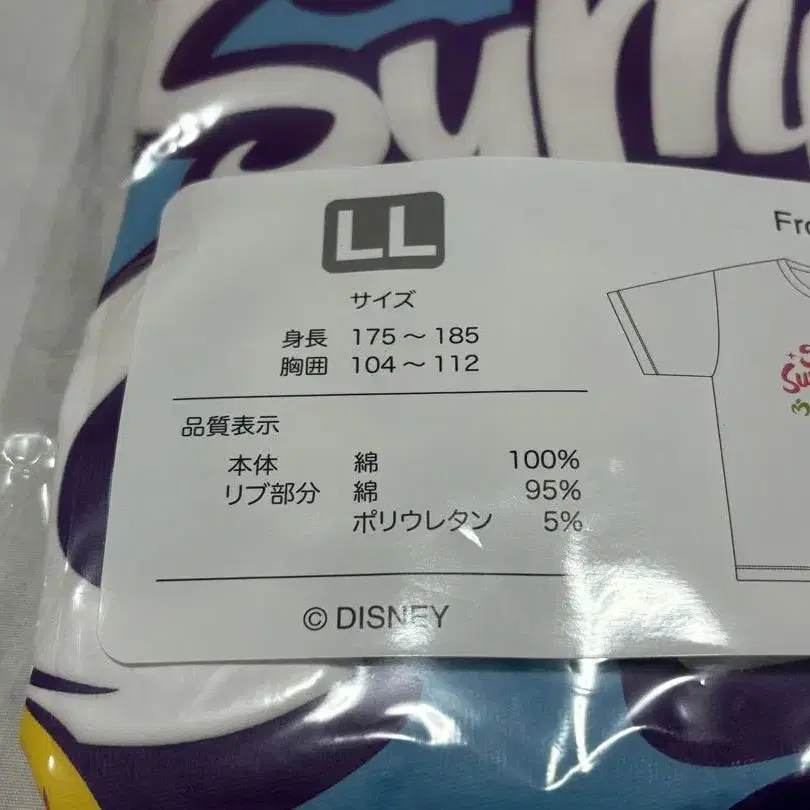 LL
サイズ
身長 175～185
胸囲 104～112
品質表示
本体 綿 100%
リブ部分 綿 95%
ポリウレタン 5%
© DISNEY